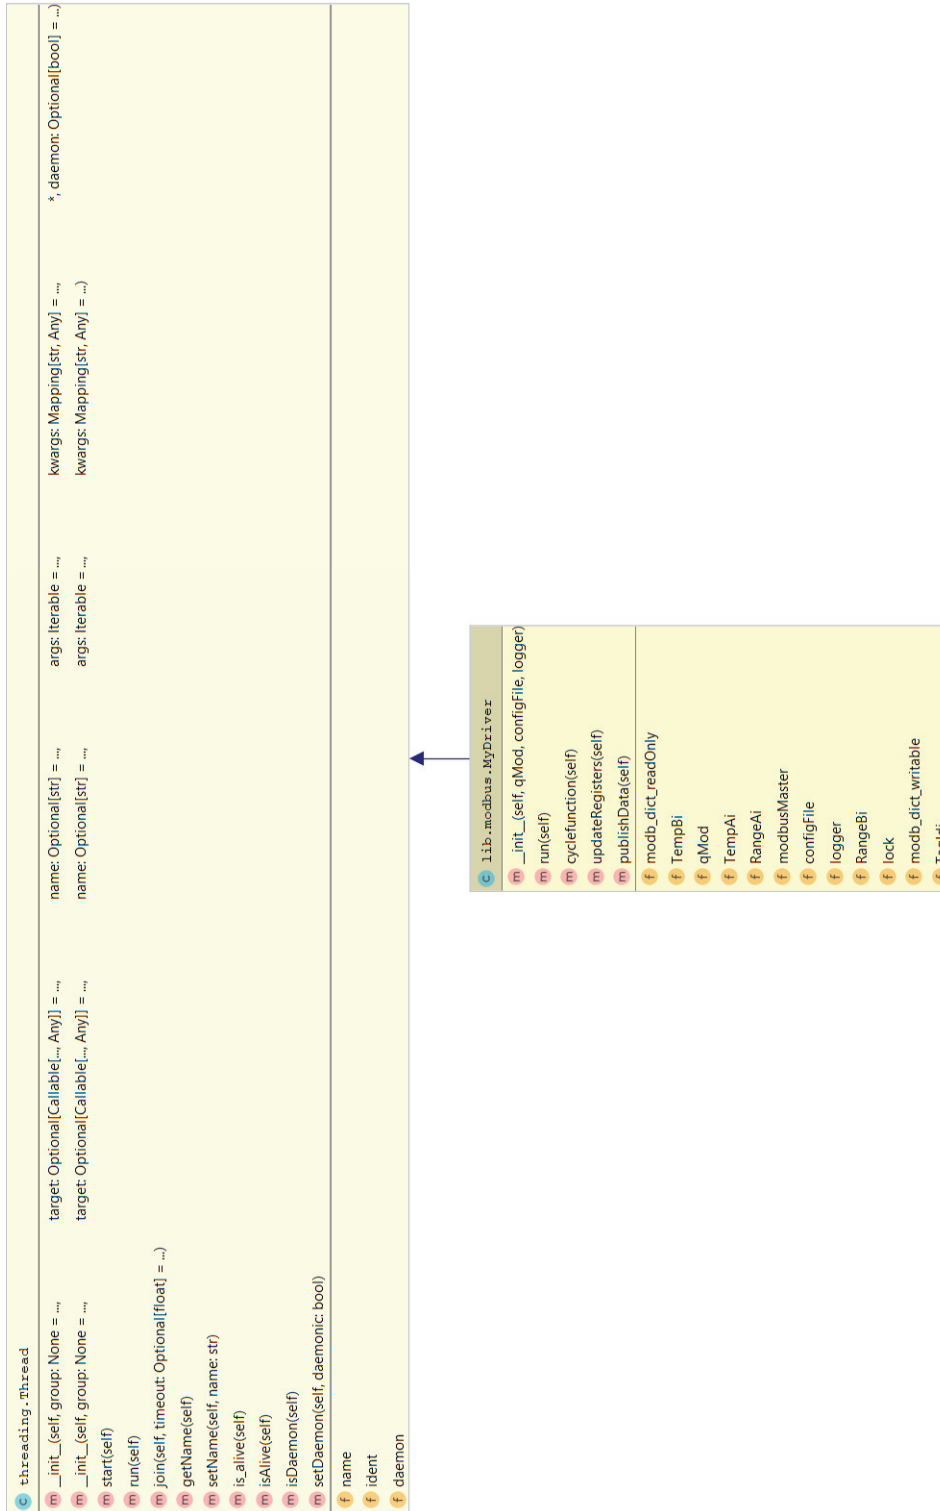 threading.Thread
__init__(self, group: None = ..., target: Optional[Callable[..., Any]] = ..., name: Optional[str] = ..., args: Iterable = ..., kwargs: Mapping[str, Any] = ..., *, daemon: Optional[bool] = ...)
__init__(self, group: None = ..., target: Optional[Callable[..., Any]] = ..., name: Optional[str] = ..., args: Iterable = ..., kwargs: Mapping[str, Any] = ...)
start(self)
run(self)
join(self, timeout: Optional[float] = ...)
getName(self)
setName(self, name: str)
is_alive(self)
isAlive(self)
isDaemon(self)
setDaemon(self, daemonic: bool)
name
ident
daemon
lib.modbus.MyDriver
__init__(self, qMod, configFile, logger)
run(self)
cyclefunction(self)
updateRegisters(self)
publishData(self)
modb_dict_readOnly
TempBi
qMod
TempAi
RangeAi
modbusMaster
configFile
logger
RangeBi
lock
modb_dict_writable